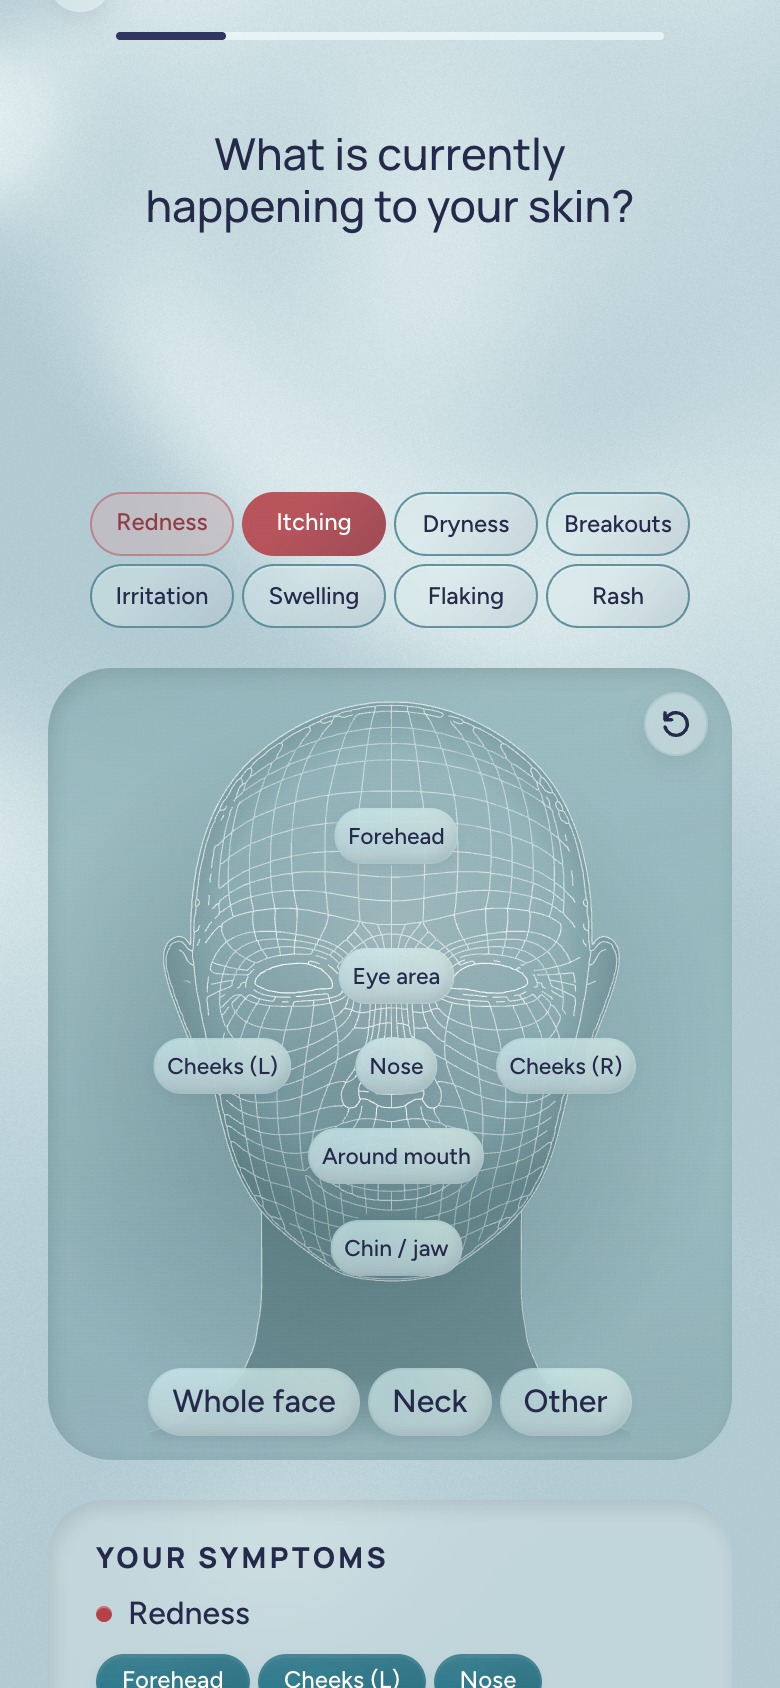 What is currently
happening to your skin?
Redness Itching Dryness Breakouts
Irritation Swelling Flaking Rash
Forehead
Eye area
Cheeks (L) Nose Cheeks (R)
Around mouth
Chin / jaw
Whole face Neck Other
YOUR SYMPTOMS
Redness
Forehead Cheeks (L) Nose